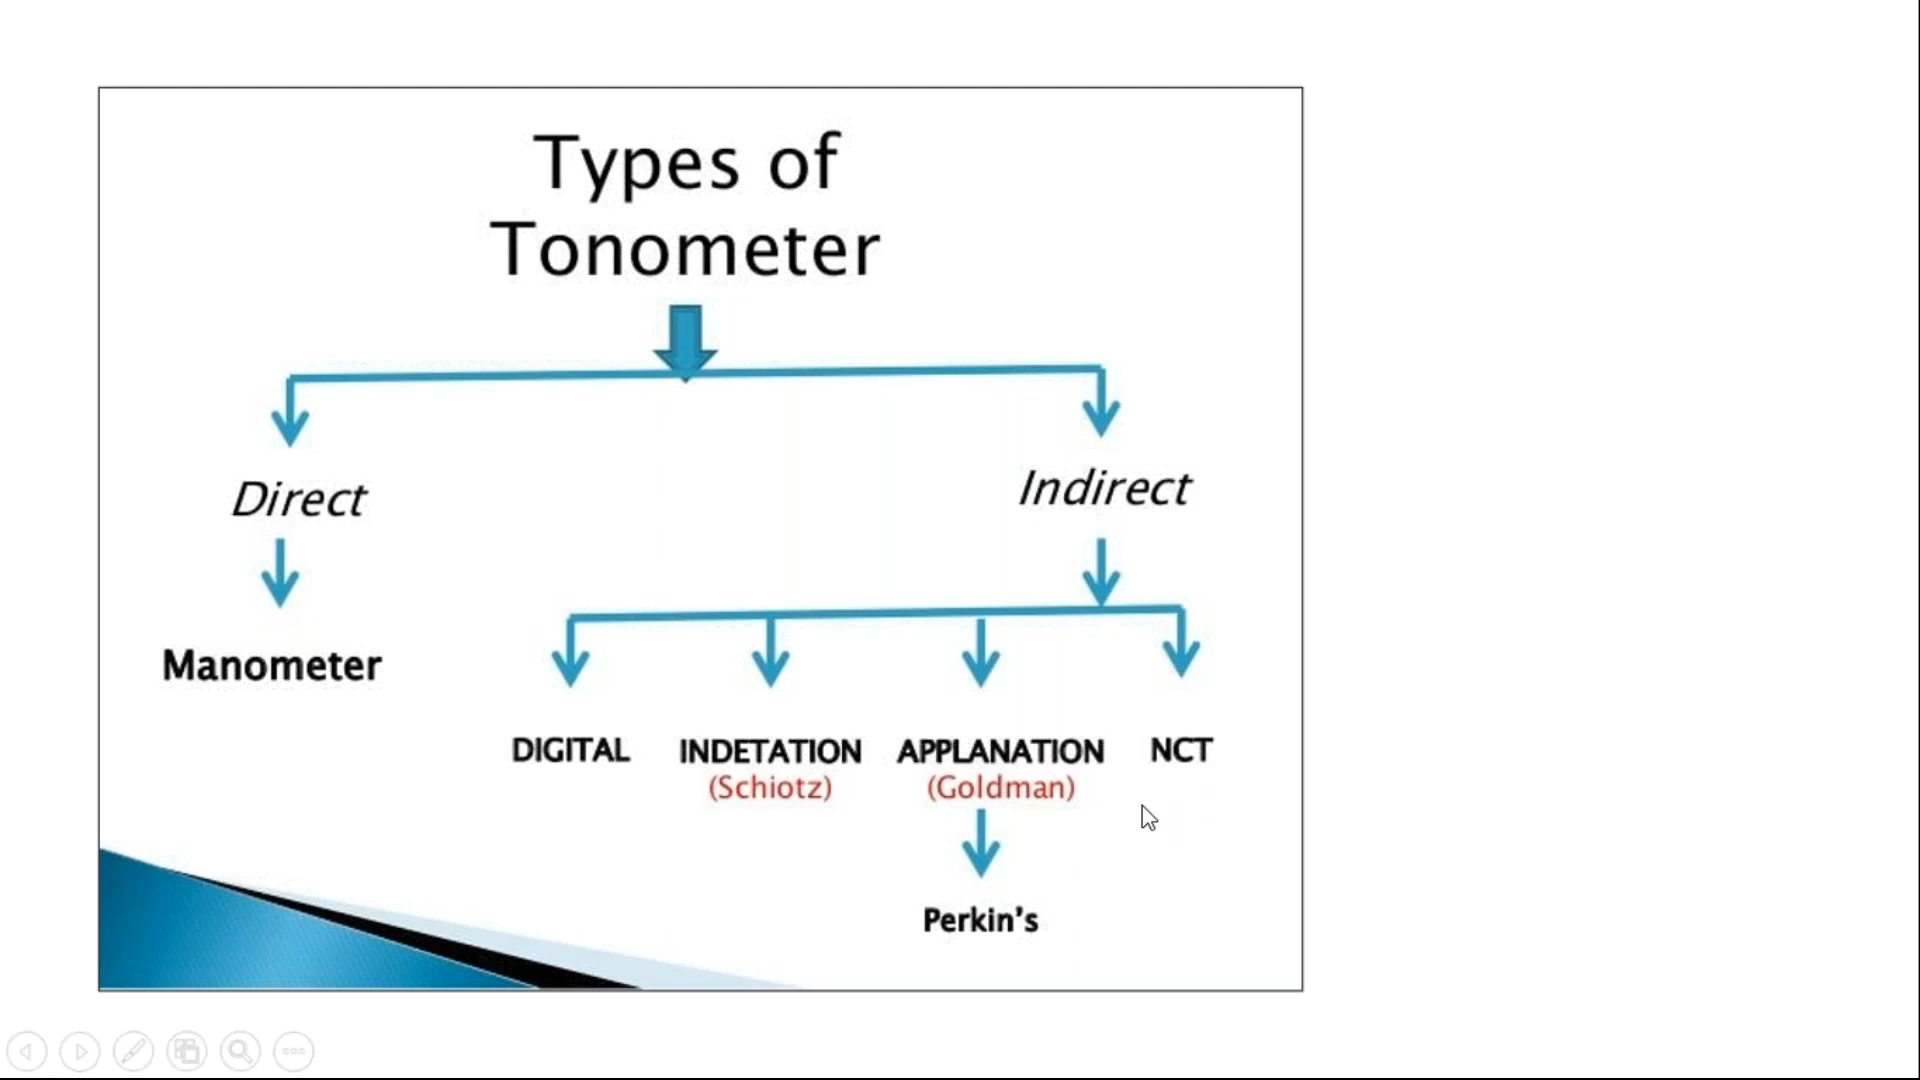 Types of
Tonometer
Direct
Indirect
Manometer
DIGITAL
INDETATION
(Schiotz)
APPLANATION
(Goldman)
NCT
Perkin's